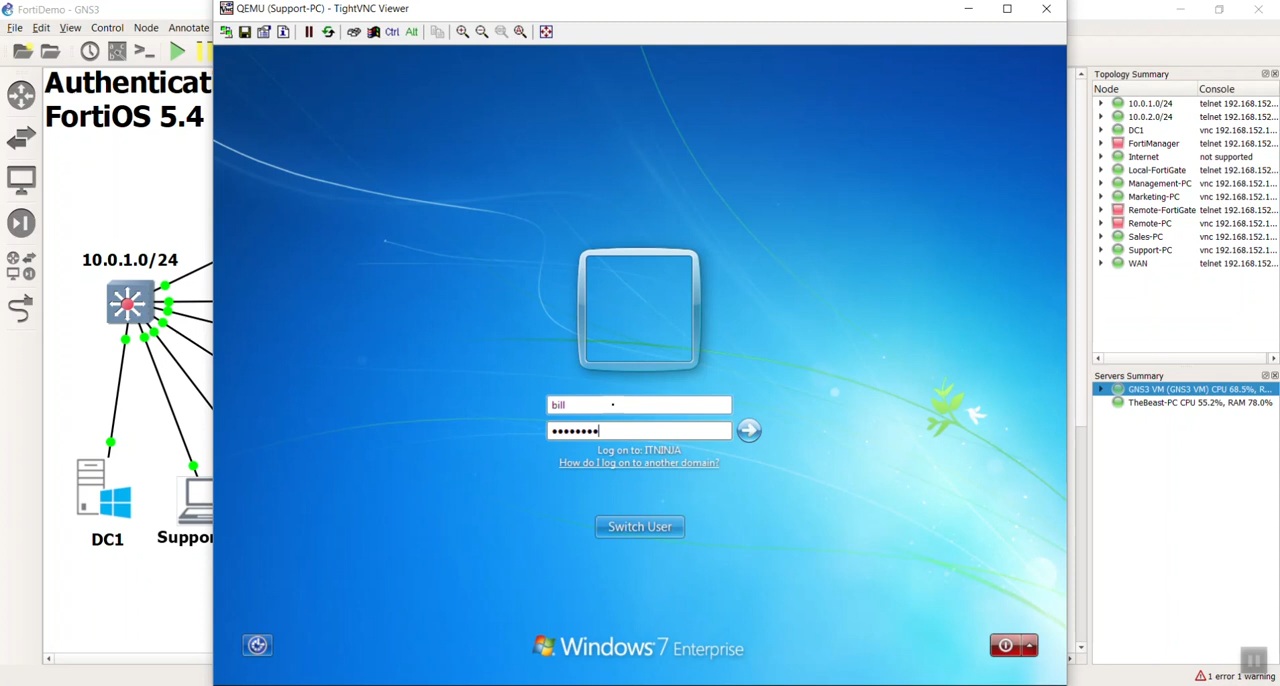 FortiDemo - GNS3
QEMU (Support-PC) - TightVNC Viewer
File Edit View Control Node Annotate
Ctrl Alt
Authenticat
FortiOS 5.4
10.0.1.0/24
DC1
Suppor
bill
Log on to: ITNINJA
How do I log on to another domain?
Switch User
Windows 7 Enterprise
Topology Summary
Node Console
10.0.1.0/24 telnet 192.168.152...
10.0.2.0/24 telnet 192.168.152...
DC1 vnc 192.168.152.1...
FortiManager telnet 192.168.152...
Internet not supported
Local-FortiGate telnet 192.168.152...
Management-PC vnc 192.168.152.1...
Marketing-PC vnc 192.168.152.1...
Remote-FortiGate telnet 192.168.152...
Remote-PC vnc 192.168.152.1...
Sales-PC vnc 192.168.152.1...
Support-PC vnc 192.168.152.1...
WAN telnet 192.168.152...
Servers Summary
GNS3 VM (GNS3 VM) CPU 68.5%, R...
TheBeast-PC CPU 55.2%, RAM 78.0%
1 error 1 warning